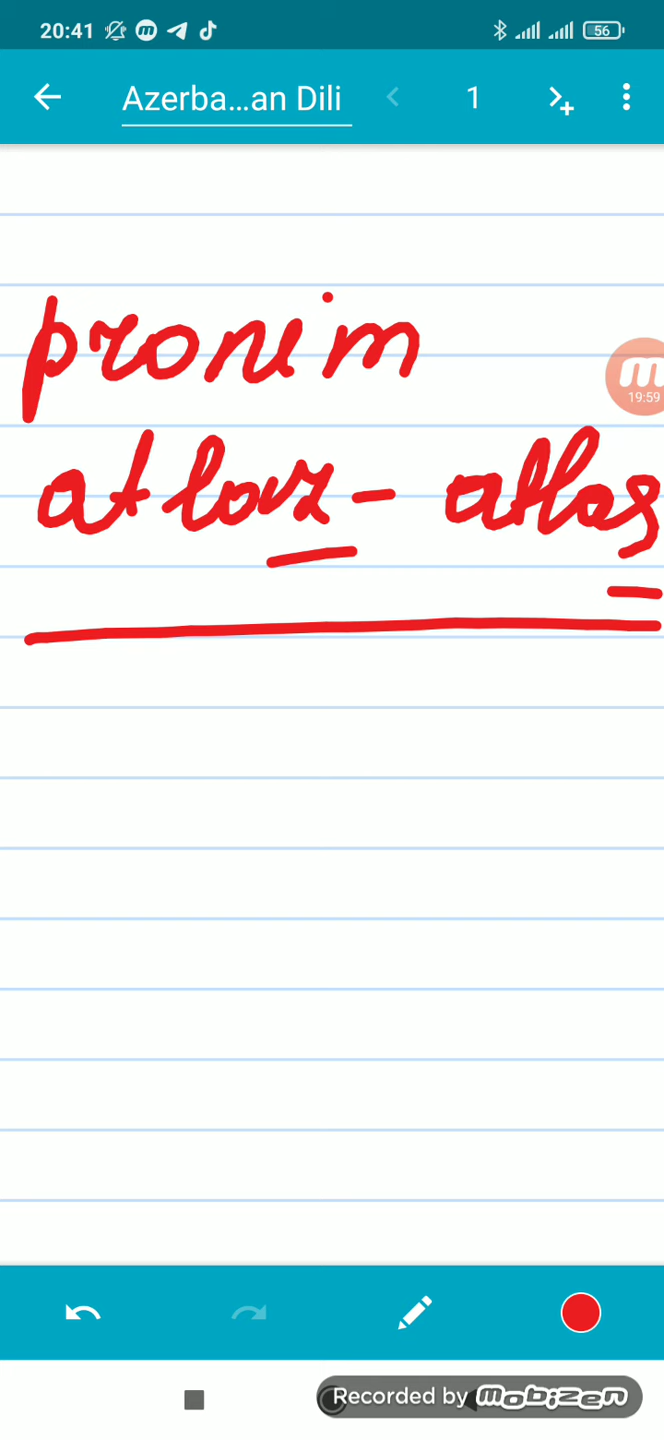 20:41
56
Azerba...an Dili
1
pronim
atlaz - atlas
19:59
Recorded by mobizen